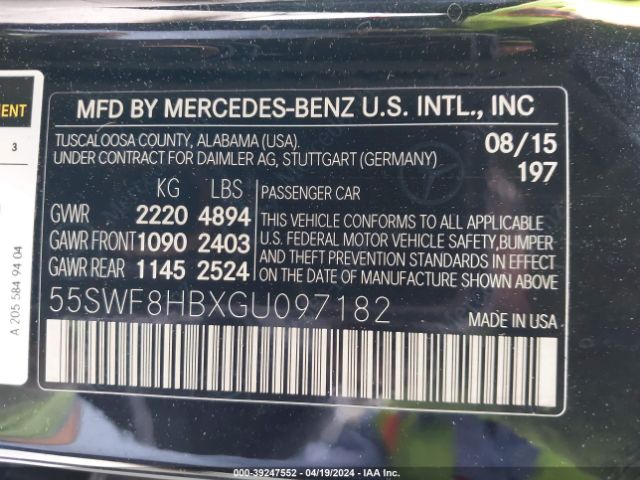 MENT
3
A 205 584 94 04
MFD BY MERCEDES-BENZ U.S. INTL., INC
TUSCALOOSA COUNTY, ALABAMA (USA).
UNDER CONTRACT FOR DAIMLER AG, STUTTGART (GERMANY)
08/15
197
KG LBS
GWR 2220 4894
GAWR FRONT 1090 2403
GAWR REAR 1145 2524
PASSENGER CAR
THIS VEHICLE CONFORMS TO ALL APPLICABLE
U.S. FEDERAL MOTOR VEHICLE SAFETY,BUMPER
AND THEFT PREVENTION STANDARDS IN EFFECT
ON THE DATE OF MANUFACTURE SHOWN ABOVE.
55SWF8HBXGU097182
MADE IN USA
000-39247552 - 04/19/2024 - IAA Inc.